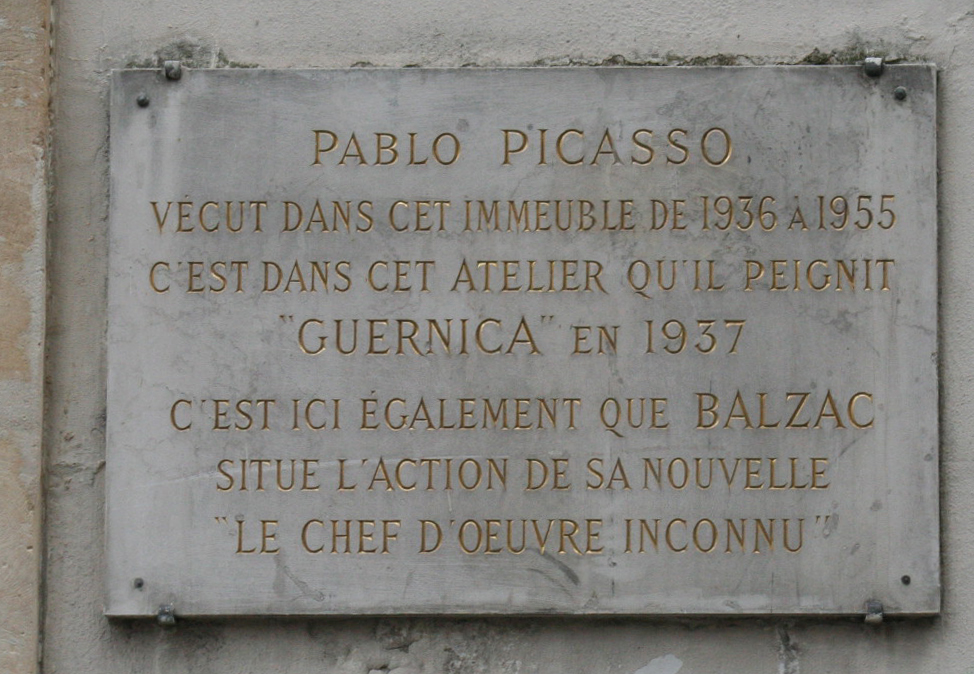 PABLO PICASSO
VÉCUT DANS CET IMMEUBLE DE 1936 À 1955
C'EST DANS CET ATELIER QU'IL PEIGNIT
"GUERNICA" EN 1937
C'EST ICI ÉGALEMENT QUE BALZAC
SITUE L'ACTION DE SA NOUVELLE
"LE CHEF D'OEUVRE INCONNU"